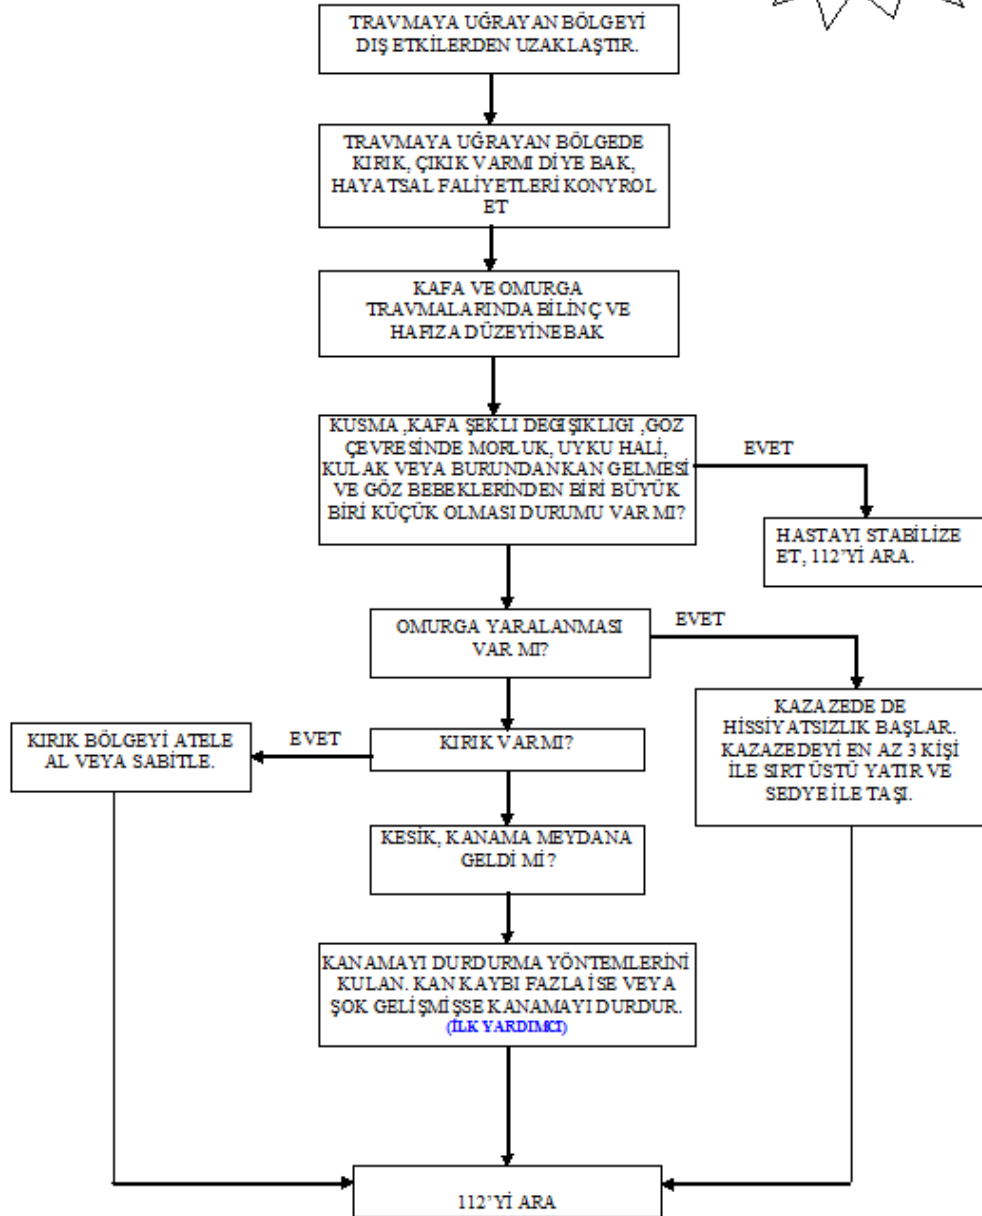 TRAVMAYA UĞRAYAN BÖLGEYİ
DIŞ ETKİLERDEN UZAKLAŞTIR.
TRAVMAYA UĞRAYAN BÖLGEDE
KIRIK, ÇIKIK VARMI DİYE BAK,
HAYATSAL FALİYETLERİ KONYROL
ET
KAFA VE OMURGA
TRAVMALARINDA BİLİNÇ VE
HAFIZA DÜZEYİNE BAK
KUSMA ,KAFA ŞEKLİ DEGIŞIKLIGI ,GOZ
ÇEVRESİNDE MORLUK, UYKU HALİ,
KULAK VEYA BURUNDAN KAN GELMESİ
VE GÖZ BEBEKLERİNDEN BİRİ BÜYÜK
BİRİ KÜÇÜK OLMASI DURUMU VAR MI?
EVET
HASTAYI STABİLİZE
ET, 112'Yİ ARA.
OMURGA YARALANMASI
VAR MI?
EVET
KAZAZEDE DE
HİSSİYATSIZLIK BAŞLAR.
KAZAZEDEYİ EN AZ 3 KİŞİ
İLE SIRT ÜSTÜ YATIR VE
SEDYE İLE TAŞI.
KIRIK VARMI?
EVET
KIRIK BÖLGEYİ ATELE
AL VEYA SABİTLE.
KESİK, KANAMA MEYDANA
GELDİ Mİ?
KANAMAYI DURDURMA YÖNTEMLERİNİ
KULAN. KAN KAYBI FAZLA İSE VEYA
ŞOK GELİŞMİŞSE KANAMAYI DURDUR.
(İLK YARDIMCI)
112'Yİ ARA